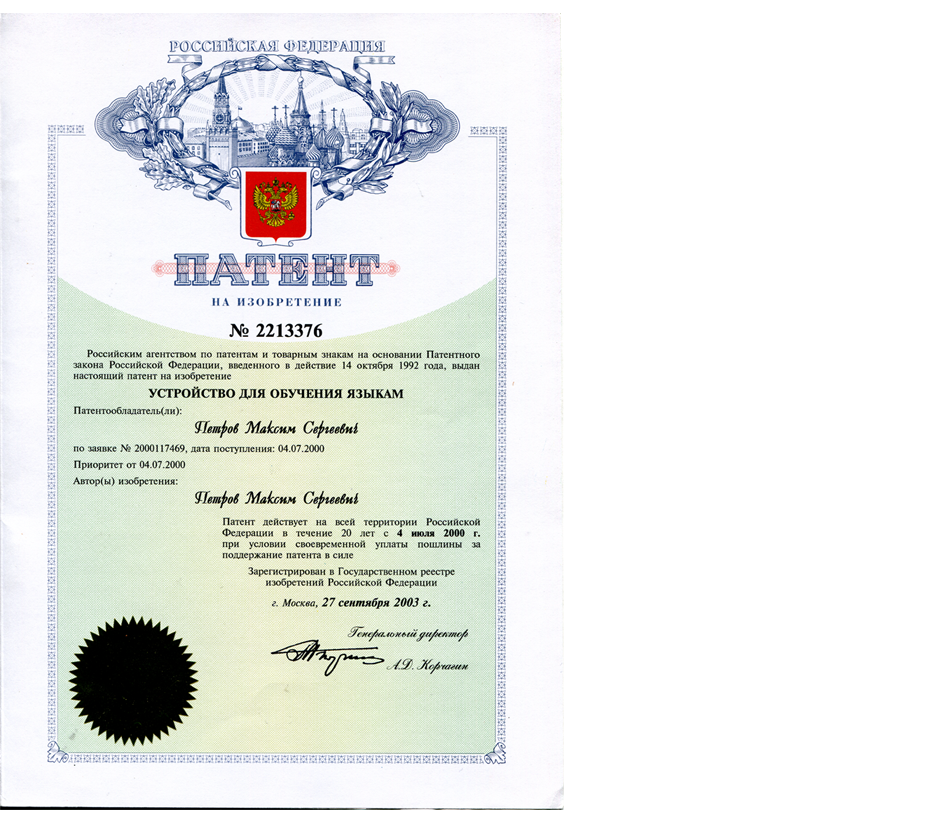 РОССИЙСКАЯ ФЕДЕРАЦИЯ
ПАТЕНТ
НА ИЗОБРЕТЕНИЕ
№ 2213376
Российским агентством по патентам и товарным знакам на основании Патентного
закона Российской Федерации, введенного в действие 14 октября 1992 года, выдан
настоящий патент на изобретение
УСТРОЙСТВО ДЛЯ ОБУЧЕНИЯ ЯЗЫКАМ
Патентообладатель(ли):
Петров Максим Сергеевич
по заявке № 2000117469, дата поступления: 04.07.2000
Приоритет от 04.07.2000
Автор(ы) изобретения:
Петров Максим Сергеевич
Патент действует на всей территории Российской
Федерации в течение 20 лет с 4 июля 2000 г.
при условии своевременной уплаты пошлины за
поддержание патента в силе
Зарегистрирован в Государственном реестре
изобретений Российской Федерации
г. Москва, 27 сентября 2003 г.
Генеральный директор
А.Д. Корчагин